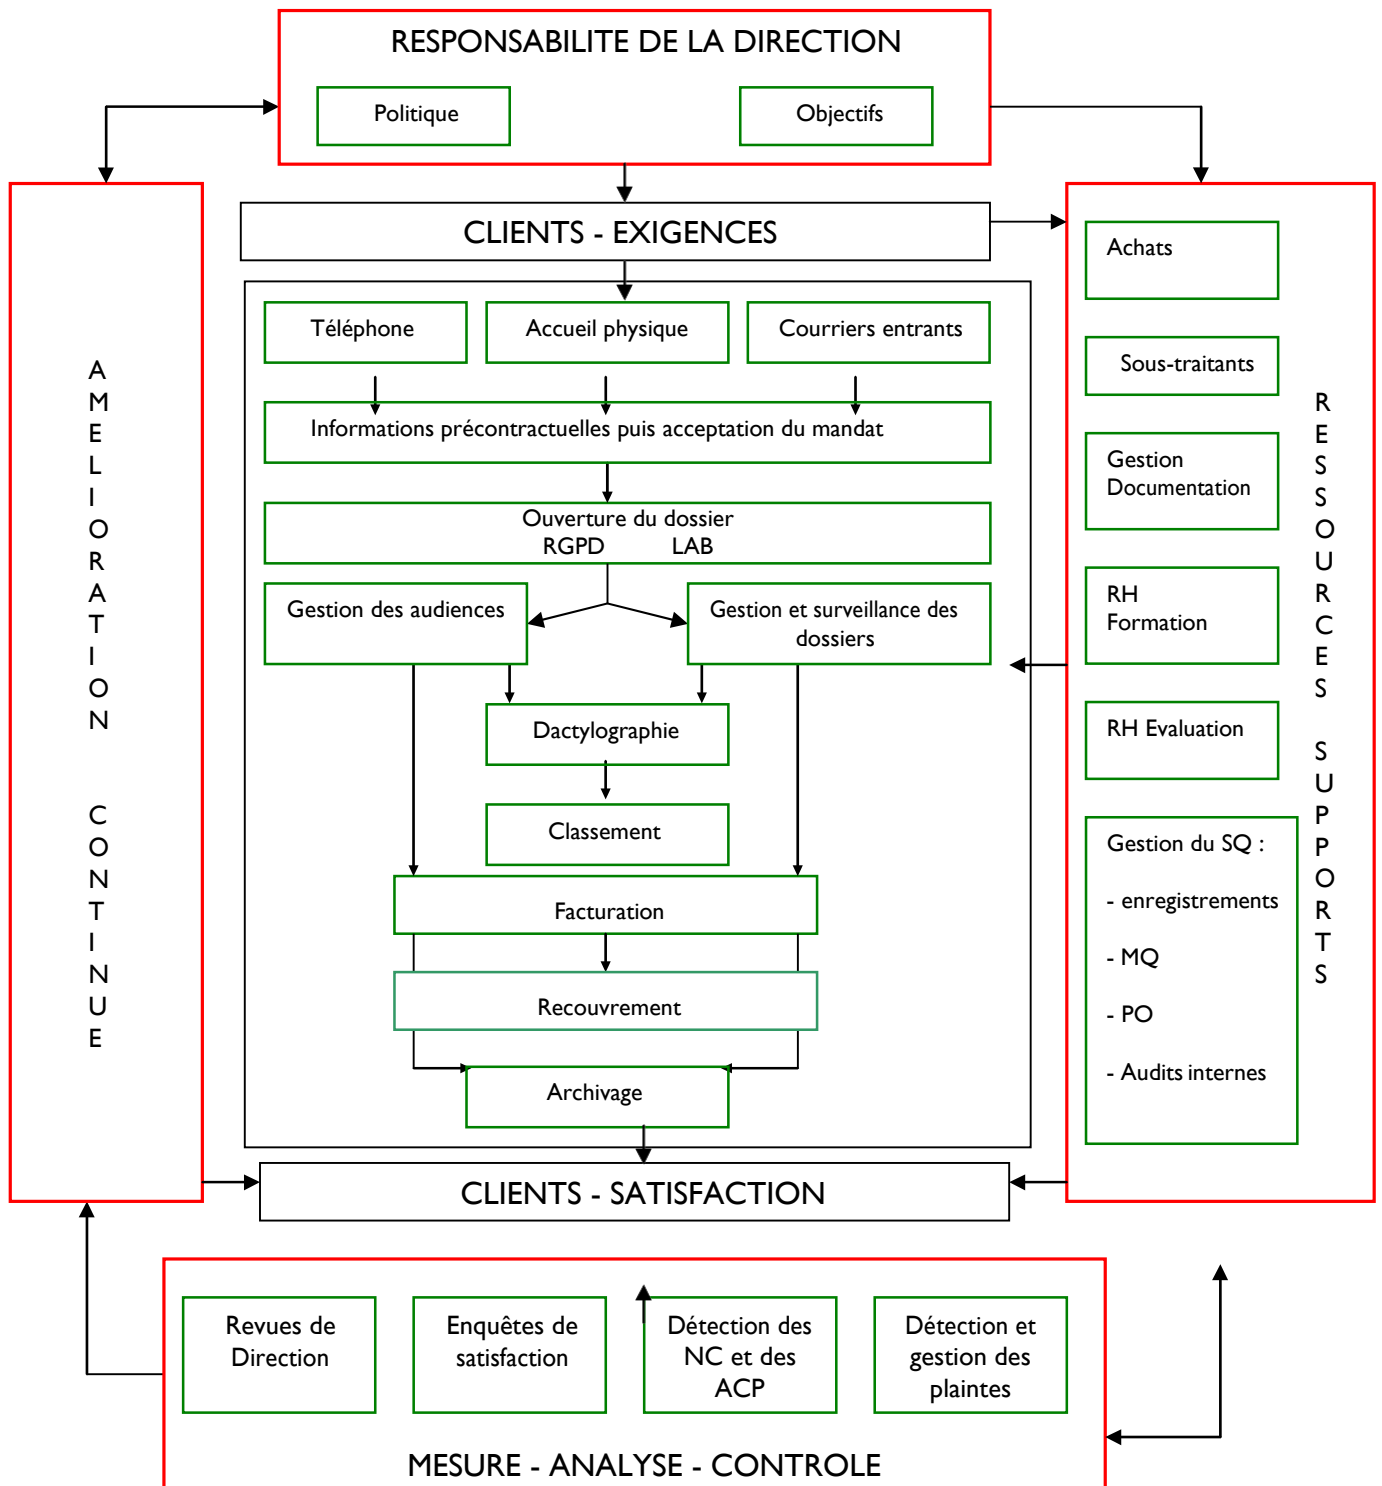 RESPONSABILITE DE LA DIRECTION
Politique
Objectifs
CLIENTS - EXIGENCES
AMELIORATION CONTINUE
Téléphone
Accueil physique
Courriers entrants
Informations précontractuelles puis acceptation du mandat
Ouverture du dossier
RGPD LAB
Gestion des audiences
Gestion et surveillance des
dossiers
Dactylographie
Classement
Facturation
Recouvrement
Archivage
Achats
Sous-traitants
Gestion
Documentation
RH
Formation
RH Evaluation
Gestion du SQ :
- enregistrements
- MQ
- PO
- Audits internes
RESSOURCES SUPPORTS
CLIENTS - SATISFACTION
Revues de
Direction
Enquêtes de
satisfaction
Détection des
NC et des
ACP
Détection et
gestion des
plaintes
MESURE - ANALYSE - CONTROLE